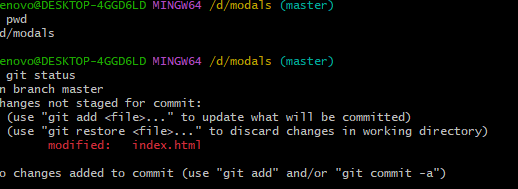 enovo@DESKTOP-4GGD6LD MINGW64 /d/modals (master)
pwd
d/modals
enovo@DESKTOP-4GGD6LD MINGW64 /d/modals (master)
git status
n branch master
hanges not staged for commit:
(use "git add <file>..." to update what will be committed)
(use "git restore <file>..." to discard changes in working directory)
modified: index.html
o changes added to commit (use "git add" and/or "git commit -a")